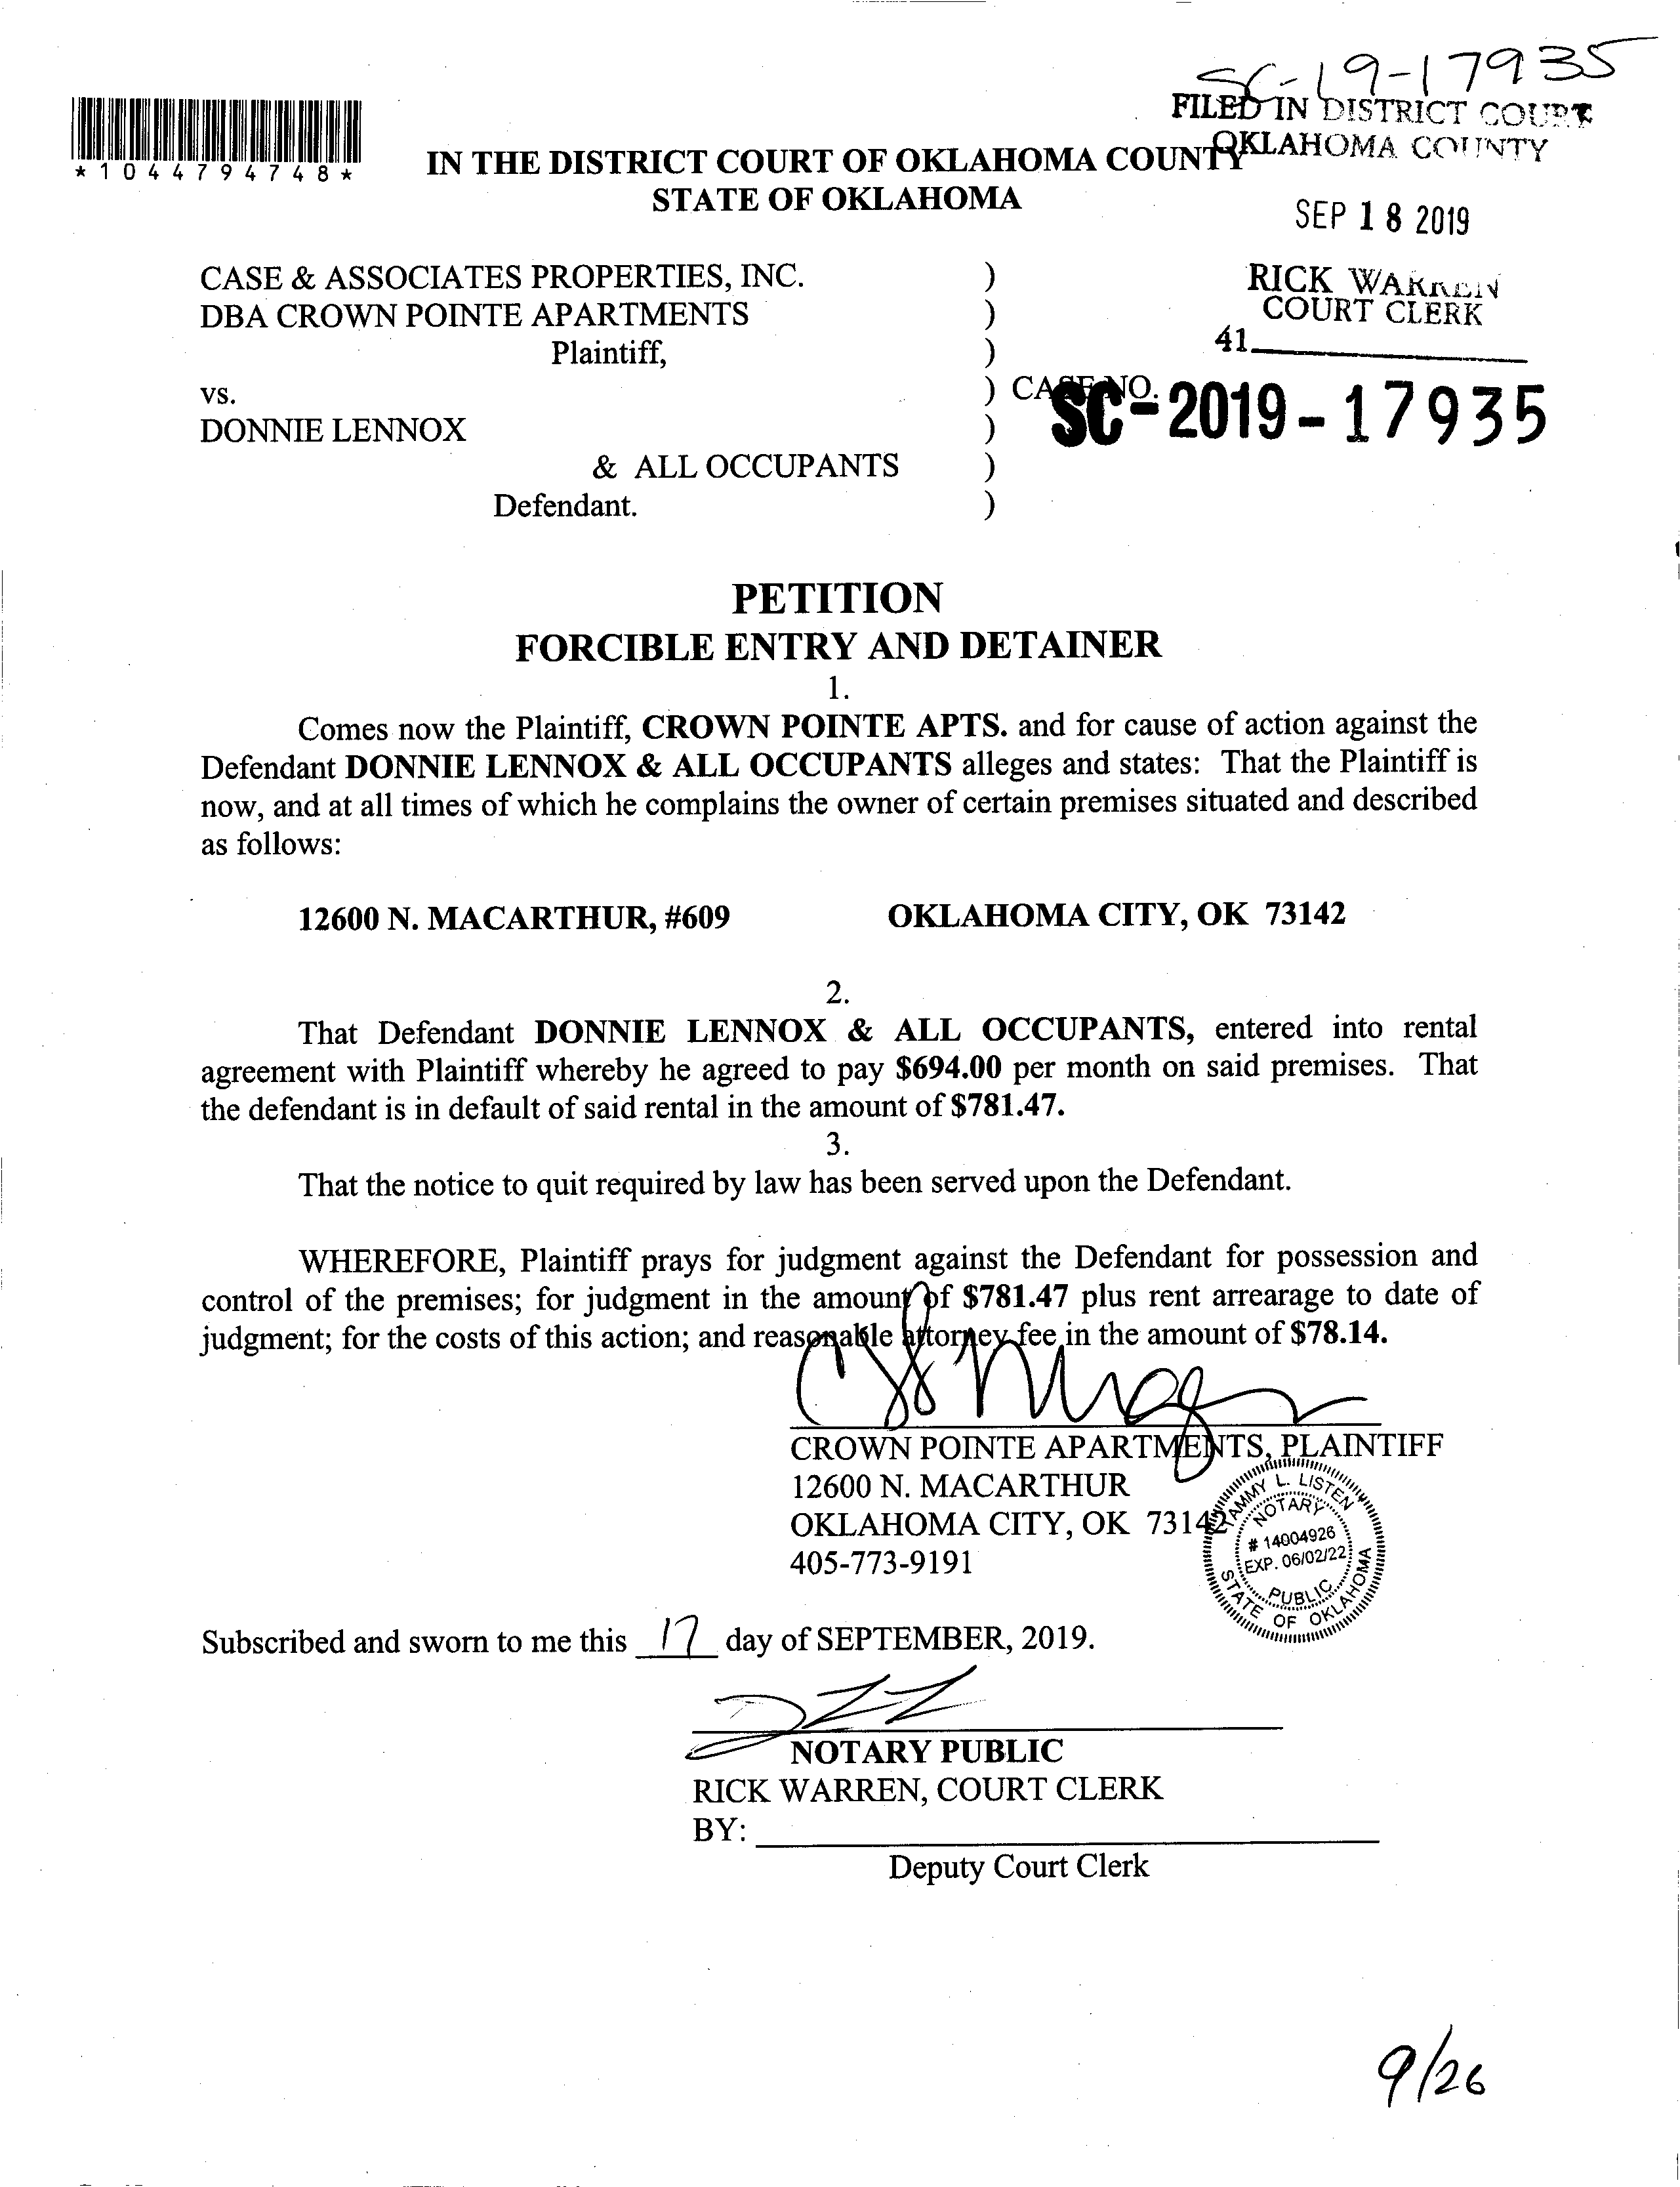 SC-19-17935
FILED IN DISTRICT COURT
OKLAHOMA COUNTY
*1044794748*
IN THE DISTRICT COURT OF OKLAHOMA COUNTY
STATE OF OKLAHOMA
SEP 18 2019
RICK WARREN
COURT CLERK
41
CASE & ASSOCIATES PROPERTIES, INC. )
DBA CROWN POINTE APARTMENTS )
Plaintiff, )
vs. ) CASE NO. SC-2019-17935
DONNIE LENNOX )
& ALL OCCUPANTS )
Defendant. )
PETITION
FORCIBLE ENTRY AND DETAINER
1.
Comes now the Plaintiff, CROWN POINTE APTS. and for cause of action against the
Defendant DONNIE LENNOX & ALL OCCUPANTS alleges and states: That the Plaintiff is
now, and at all times of which he complains the owner of certain premises situated and described
as follows:
12600 N. MACARTHUR, #609 OKLAHOMA CITY, OK 73142
2.
That Defendant DONNIE LENNOX & ALL OCCUPANTS, entered into rental
agreement with Plaintiff whereby he agreed to pay $694.00 per month on said premises. That
the defendant is in default of said rental in the amount of $781.47.
3.
That the notice to quit required by law has been served upon the Defendant.
WHEREFORE, Plaintiff prays for judgment against the Defendant for possession and
control of the premises; for judgment in the amount of $781.47 plus rent arrearage to date of
judgment; for the costs of this action; and reasonable attorney fee in the amount of $78.14.
CROWN POINTE APARTMENTS, PLAINTIFF
12600 N. MACARTHUR
OKLAHOMA CITY, OK 73142
405-773-9191
TAMMY L. LISTEN
NOTARY
# 14004926
EXP. 06/02/22
PUBLIC
STATE OF OKLAHOMA
Subscribed and sworn to me this 17 day of SEPTEMBER, 2019.
NOTARY PUBLIC
RICK WARREN, COURT CLERK
BY:
Deputy Court Clerk
9/26